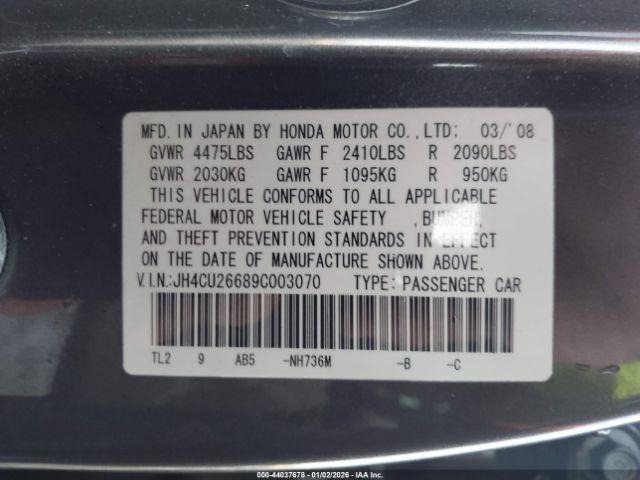 MFD. IN JAPAN BY HONDA MOTOR CO., LTD: 03/'08
GVWR 4475LBS GAWR F 2410LBS R 2090LBS
GVWR 2030KG GAWR F 1095KG R 950KG
THIS VEHICLE CONFORMS TO ALL APPLICABLE
FEDERAL MOTOR VEHICLE SAFETY ,BUMPER,
AND THEFT PREVENTION STANDARDS IN EFFECT
ON THE DATE OF MANUFACTURE SHOWN ABOVE.
V.I.N.:JH4CU26689C003070 TYPE:PASSENGER CAR
TL2 9 AB5 -NH736M -B -C
000-44037678 - 01/02/2026 - IAAI.COM